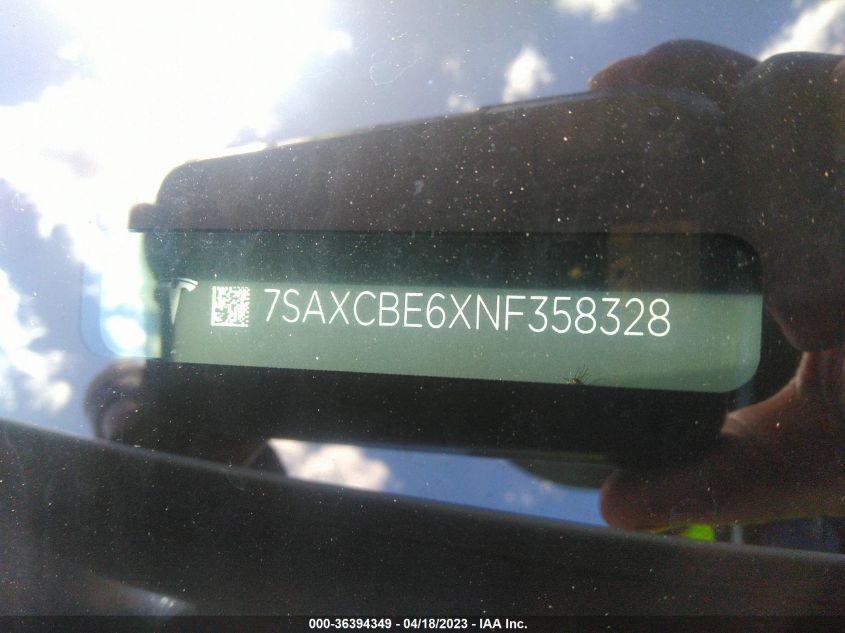 7SAXCBE6XNF358328
000-36394349 - 04/18/2023 - IAA Inc.